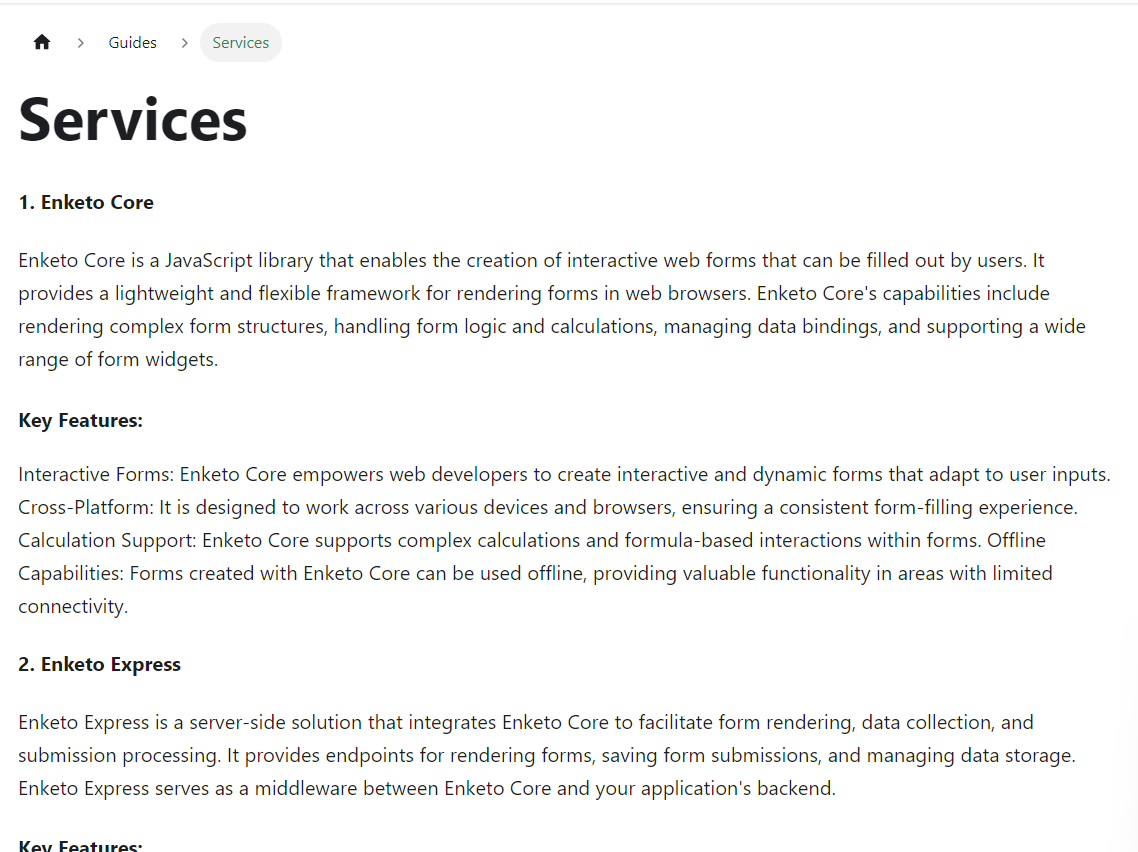 Guides
Services
Services
1. Enketo Core
Enketo Core is a JavaScript library that enables the creation of interactive web forms that can be filled out by users. It
provides a lightweight and flexible framework for rendering forms in web browsers. Enketo Core's capabilities include
rendering complex form structures, handling form logic and calculations, managing data bindings, and supporting a wide
range of form widgets.
Key Features:
Interactive Forms: Enketo Core empowers web developers to create interactive and dynamic forms that adapt to user inputs.
Cross-Platform: It is designed to work across various devices and browsers, ensuring a consistent form-filling experience.
Calculation Support: Enketo Core supports complex calculations and formula-based interactions within forms. Offline
Capabilities: Forms created with Enketo Core can be used offline, providing valuable functionality in areas with limited
connectivity.
2. Enketo Express
Enketo Express is a server-side solution that integrates Enketo Core to facilitate form rendering, data collection, and
submission processing. It provides endpoints for rendering forms, saving form submissions, and managing data storage.
Enketo Express serves as a middleware between Enketo Core and your application's backend.
Key Features: